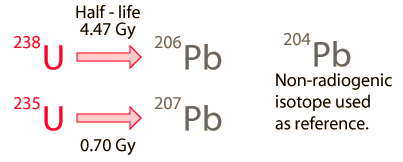 Half - life
4.47 Gy
238U 206Pb 204Pb
Non-radiogenic
isotope used
as reference.
235U 207Pb
0.70 Gy